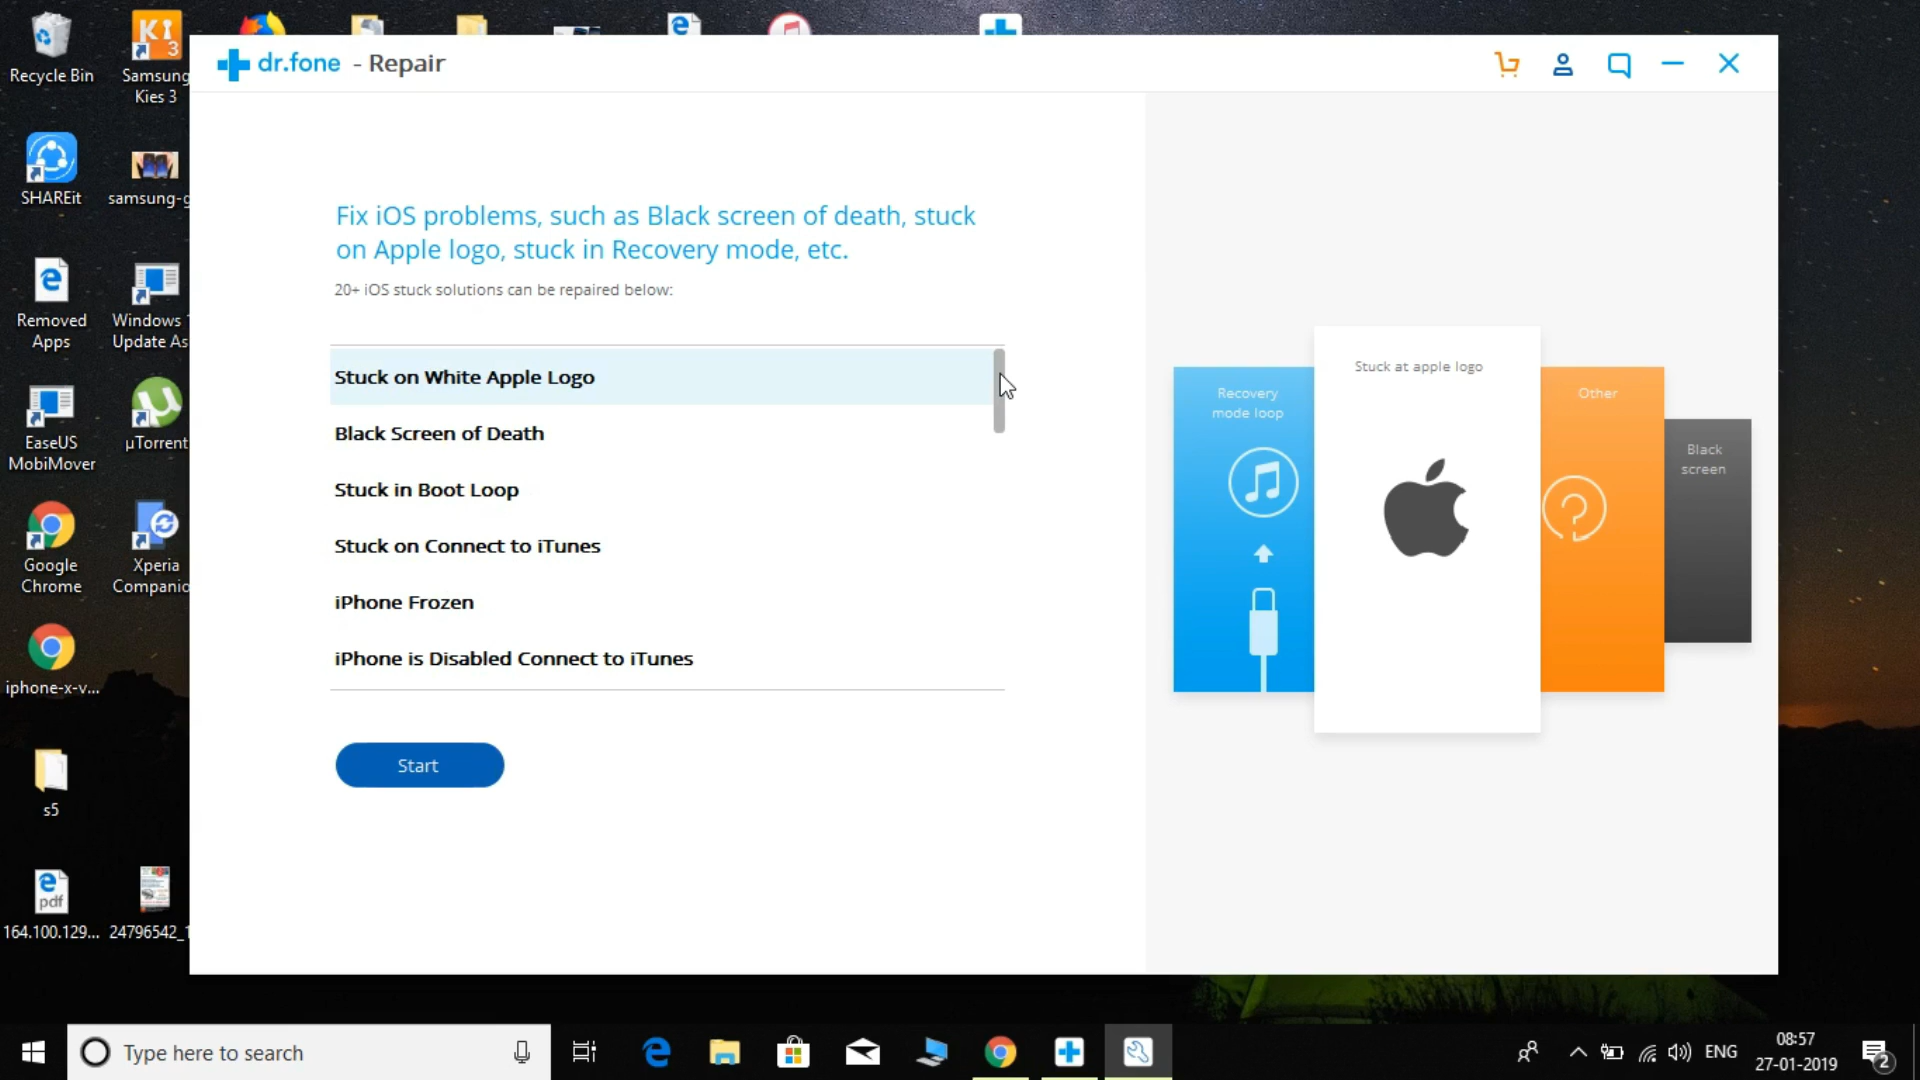 Recycle Bin
Samsung
Kies 3
SHAREit
samsung-g
Removed
Apps
Windows 1
Update As
EaseUS
MobiMover
µTorrent
Google
Chrome
Xperia
Companio
iphone-x-v...
s5
pdf
164.100.129...
24796542_1
dr.fone - Repair
Fix iOS problems, such as Black screen of death, stuck
on Apple logo, stuck in Recovery mode, etc.
20+ iOS stuck solutions can be repaired below:
Stuck on White Apple Logo
Black Screen of Death
Stuck in Boot Loop
Stuck on Connect to iTunes
iPhone Frozen
iPhone is Disabled Connect to iTunes
Start
Recovery
mode loop
Stuck at apple logo
Other
Black
screen
Type here to search
ENG
08:57
27-01-2019
2